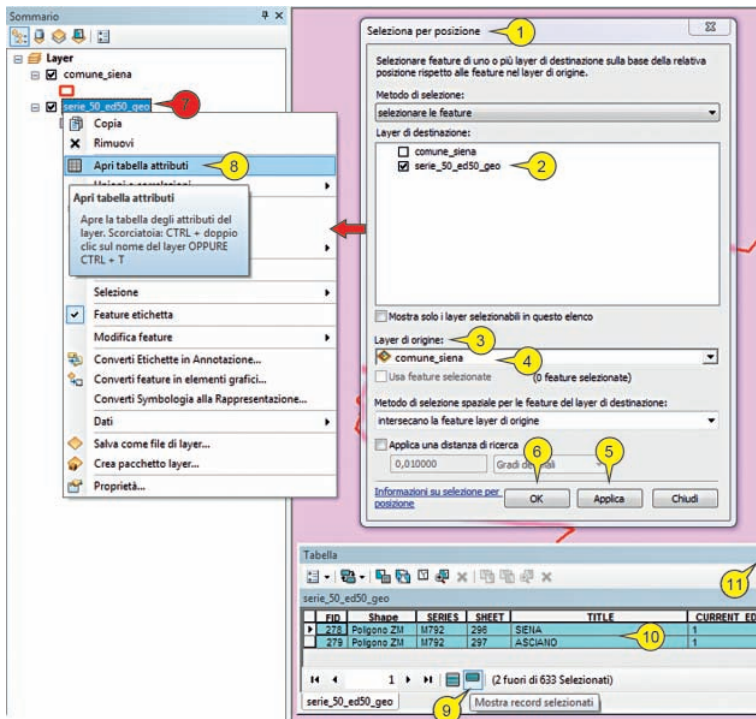 Sommario
Layer
comune_siena
serie_50_ed50_geo
7
Copia
Rimuovi
Apri tabella attributi
8
Apri tabella attributi
Apre la tabella degli attributi del
layer. Scorciatoia: CTRL + doppio
clic sul nome del layer OPPURE
CTRL + T
Selezione
Feature etichetta
Modifica feature
Converti Etichette in Annotazione...
Converti feature in elementi grafici...
Converti Symbologia alla Rappresentazione...
Dati
Salva come file di layer...
Crea pacchetto layer...
Proprietà...
Seleziona per posizione
1
Selezionare feature di uno o più layer di destinazione sulla base della relativa
posizione rispetto alle feature nel layer di origine.
Metodo di selezione:
selezionare le feature
Layer di destinazione:
comune_siena
serie_50_ed50_geo
2
Mostra solo i layer selezionabili in questo elenco
Layer di origine:
3
comune_siena
4
Usa feature selezionate (0 feature selezionate)
Metodo di selezione spaziale per le feature del layer di destinazione:
intersecano la feature layer di origine
Applica una distanza di ricerca
6
5
0,010000
Gradi
Informazioni su selezione per
posizione
OK
Applica
Chiudi
Tabella
11
serie_50_ed50_geo
FID Shape SERIES SHEET TITLE CURRENT_ED
278 Poligono ZM M792 296 SIENA 1
279 Poligono ZM M792 297 ASCIANO 1
10
1 (2 fuori di 633 Selezionati)
serie_50_ed50_geo
9
Mostra record selezionati